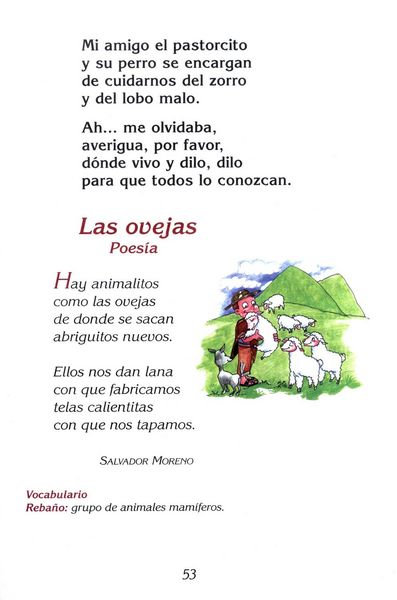 Mi amigo el pastorcito
y su perro se encargan
de cuidarnos del zorro
y del lobo malo.
Ah... me olvidaba,
averigua, por favor,
dónde vivo y dilo, dilo
para que todos lo conozcan.
Las ovejas
Poesía
Hay animalitos
como las ovejas
de donde se sacan
abriguitos nuevos.
Ellos nos dan lana
con que fabricamos
telas calientitas
con que nos tapamos.
Salvador Moreno
Vocabulario
Rebaño: grupo de animales mamíferos.
53